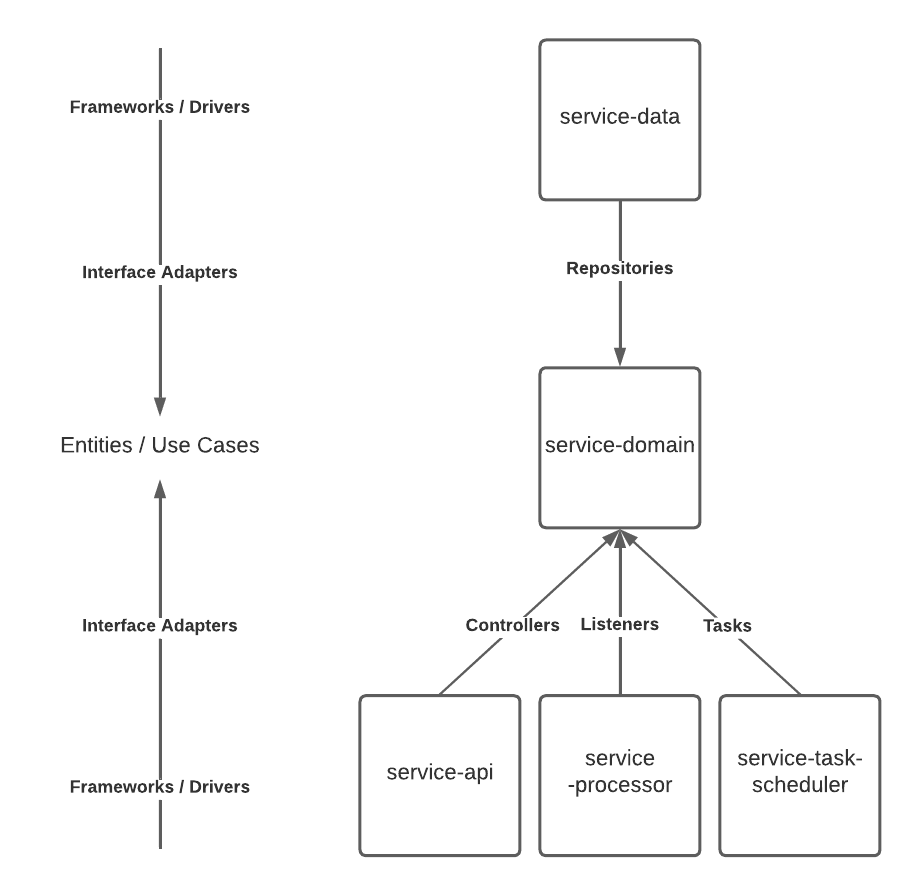 Frameworks / Drivers
service-data
Interface Adapters
Repositories
Entities / Use Cases
service-domain
Interface Adapters
Controllers
Listeners
Tasks
Frameworks / Drivers
service-api
service
-processor
service-task-
scheduler